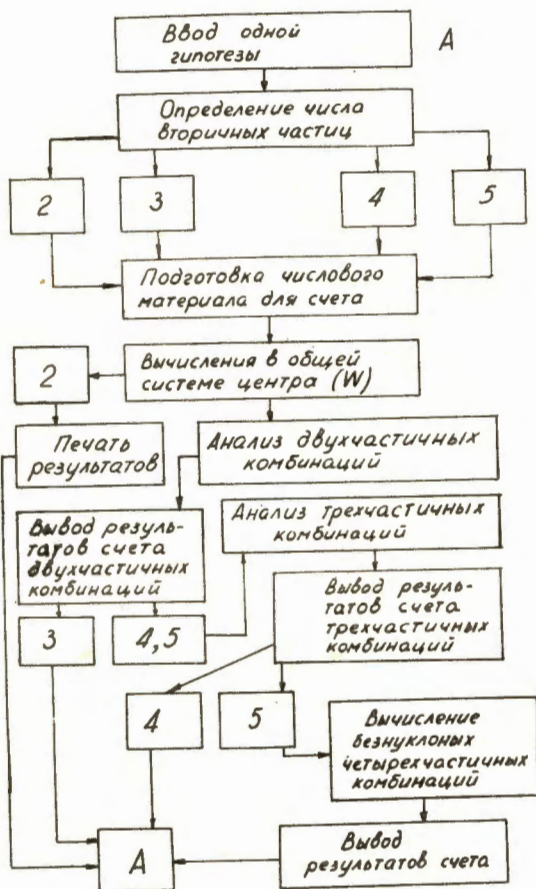 Ввод одной
гипотезы
А
Определение числа
вторичных частиц
2
3
4
5
Подготовка числового
материала для счета
Вычисления в общей
системе центра (W)
2
Печать
результатов
Анализ двухчастичных
комбинаций
Вывод резуль-
татов счета
двухчастичных
комбинаций
Анализ трехчастичных
комбинаций
3
4,5
Вывод резуль-
татов счета
трехчастичных
комбинаций
4
5
Вычисление
безнуклоных
четырехчастичных
комбинаций
А
Вывод
результатов счета